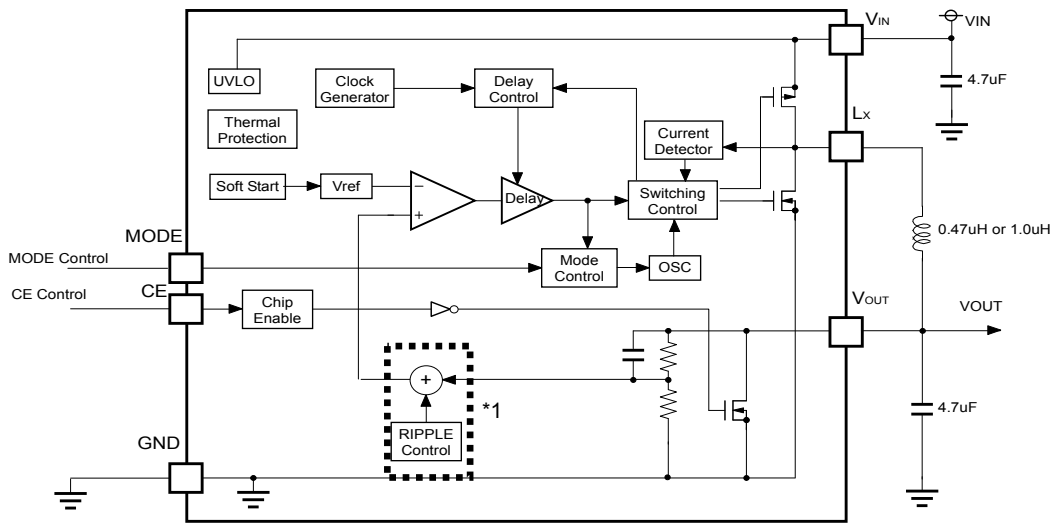 VIN
VIN
4.7uF
UVLO
Clock
Generator
Delay
Control
Thermal
Protection
Current
Detector
LX
Soft Start
Vref
−
+
Delay
Switching
Control
MODE
MODE Control
Mode
Control
OSC
0.47uH or 1.0uH
CE Control
CE
Chip
Enable
VOUT
VOUT
+
*1
RIPPLE
Control
4.7uF
GND